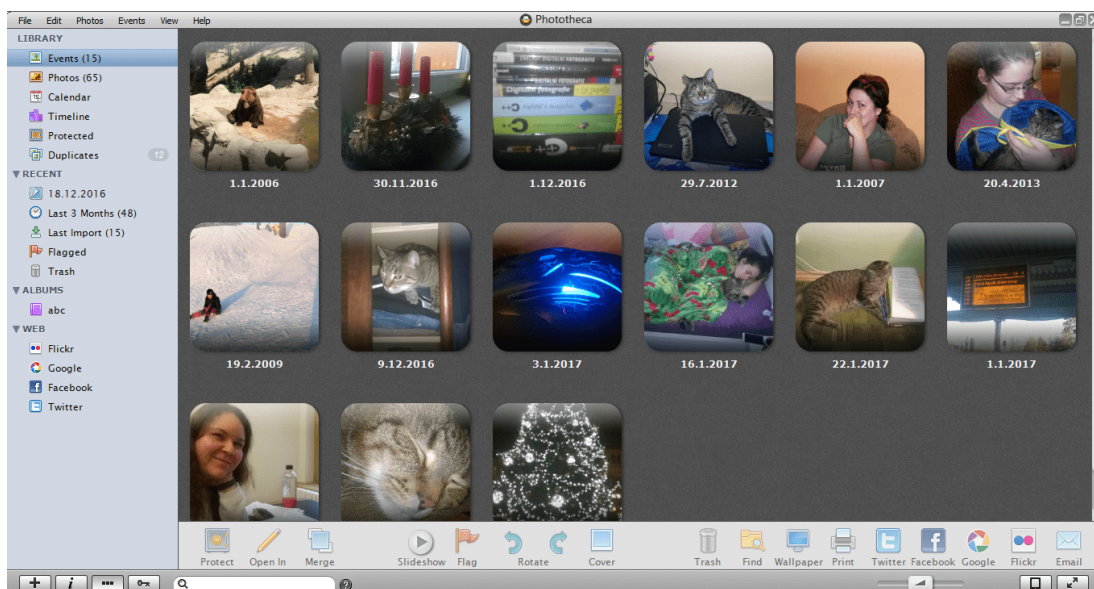 File Edit Photos Events View Help
Phototheca
LIBRARY
Events (15)
Photos (65)
Calendar
Timeline
Protected
Duplicates 12
RECENT
18.12.2016
Last 3 Months (48)
Last Import (15)
Flagged
Trash
ALBUMS
abc
WEB
Flickr
Google
Facebook
Twitter
1.1.2006 30.11.2016 1.12.2016 29.7.2012 1.1.2007 20.4.2013
19.2.2009 9.12.2016 3.1.2017 16.1.2017 22.1.2017 1.1.2017
Protect Open In Merge Slideshow Flag Rotate Cover Trash Find Wallpaper Print Twitter Facebook Google Flickr Email